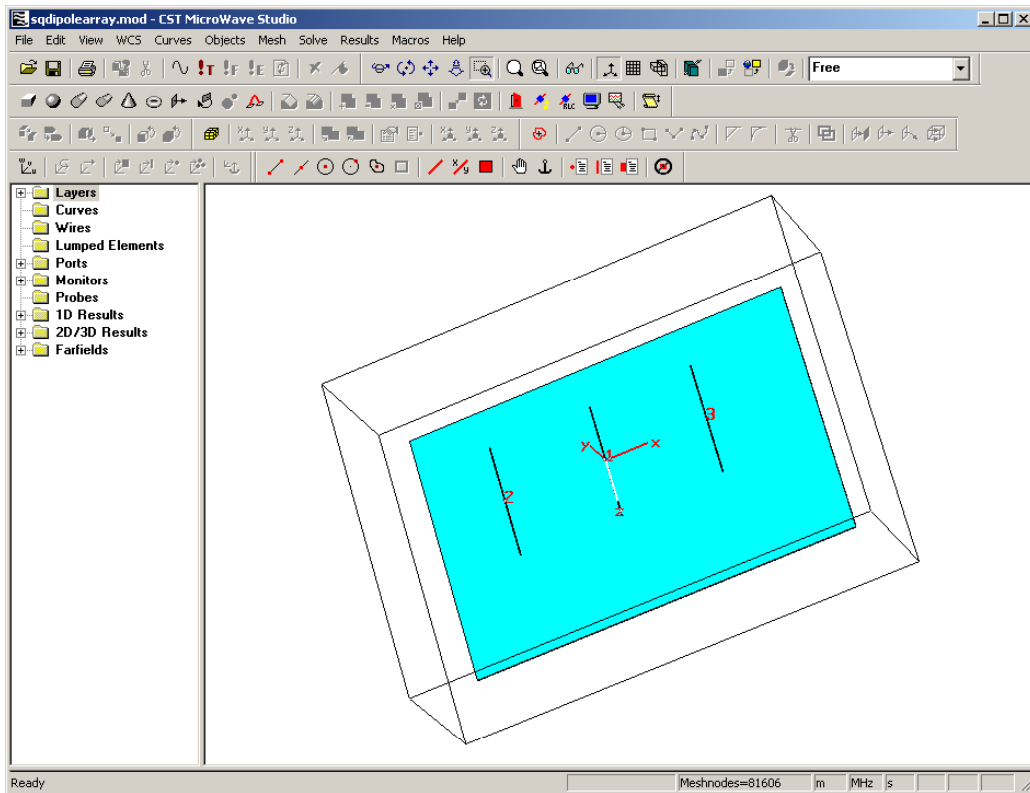 sqdipolearray.mod - CST MicroWave Studio
File Edit View WCS Curves Objects Mesh Solve Results Macros Help
!T !F !E Free
RLC
Layers
Curves
Wires
Lumped Elements
Ports
Monitors
Probes
1D Results
2D/3D Results
Farfields
3
y 1 x
2
z
Ready Meshnodes=81606 m MHz s